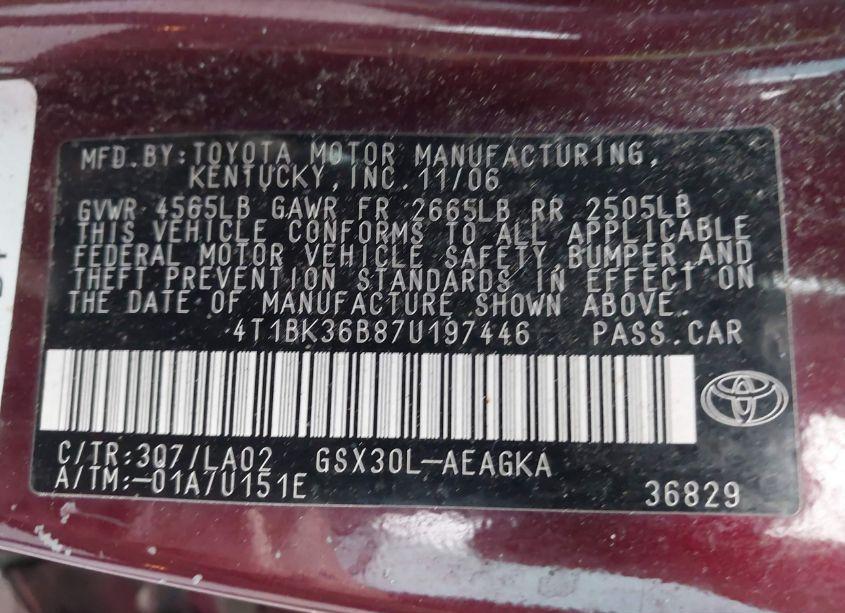 MFD.BY:TOYOTA MOTOR MANUFACTURING,
KENTUCKY,INC.11/06
GVWR 4565LB GAWR FR 2665LB RR 2505LB
THIS VEHICLE CONFORMS TO ALL APPLICABLE
FEDERAL MOTOR VEHICLE SAFETY,BUMPER,AND
THEFT PREVENTION STANDARDS IN EFFECT ON
THE DATE OF MANUFACTURE SHOWN ABOVE.
4T1BK36B87U197446 PASS.CAR
C/TR:3Q7/LA02 GSX30L-AEAGKA
A/TM:-01A/U151E
36829